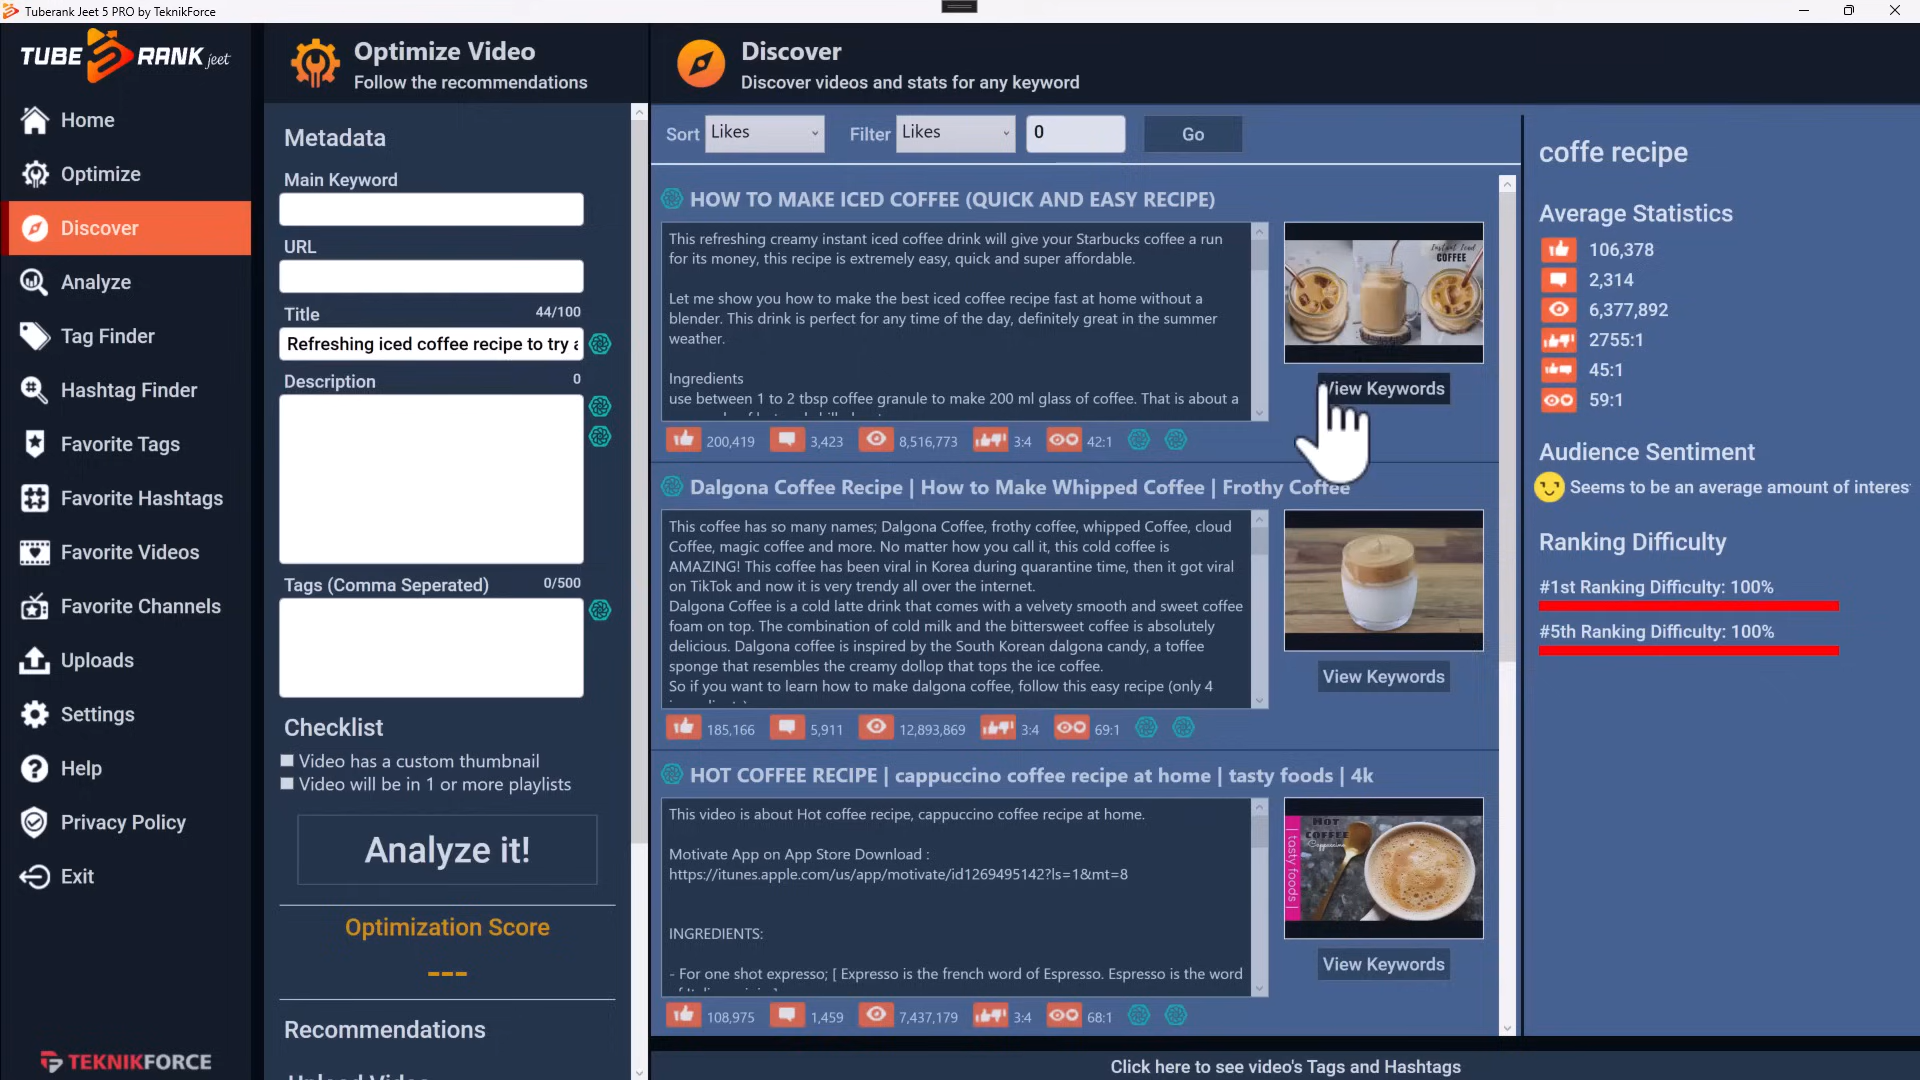 Tuberank Jeet 5 PRO by TeknikForce
TUBE RANK jeet
Home
Optimize
Discover
Analyze
Tag Finder
Hashtag Finder
Favorite Tags
Favorite Hashtags
Favorite Videos
Favorite Channels
Uploads
Settings
Help
Privacy Policy
Exit
TEKNIKFORCE
Optimize Video
Follow the recommendations
Metadata
Main Keyword
URL
Title 44/100
Refreshing iced coffee recipe to try a
Description 0
Tags (Comma Seperated) 0/500
Checklist
Video has a custom thumbnail
Video will be in 1 or more playlists
Analyze it!
Optimization Score
---
Recommendations
Discover
Discover videos and stats for any keyword
Sort Likes Filter Likes 0 Go
HOW TO MAKE ICED COFFEE (QUICK AND EASY RECIPE)
This refreshing creamy instant iced coffee drink will give your Starbucks coffee a run
for its money, this recipe is extremely easy, quick and super affordable.
Let me show you how to make the best iced coffee recipe fast at home without a
blender. This drink is perfect for any time of the day, definitely great in the summer
weather.
Ingredients
use between 1 to 2 tbsp coffee granule to make 200 ml glass of coffee. That is about a
Instant Iced
COFFEE
View Keywords
200,419 3,423 8,516,773 3:4 42:1
Dalgona Coffee Recipe | How to Make Whipped Coffee | Frothy Coffee
This coffee has so many names; Dalgona Coffee, frothy coffee, whipped Coffee, cloud
Coffee, magic coffee and more. No matter how you call it, this cold coffee is
AMAZING! This coffee has been viral in Korea during quarantine time, then it got viral
on TikTok and now it is very trendy all over the internet.
Dalgona Coffee is a cold latte drink that comes with a velvety smooth and sweet coffee
foam on top. The combination of cold milk and the bittersweet coffee is absolutely
delicious. Dalgona coffee is inspired by the South Korean dalgona candy, a toffee
sponge that resembles the creamy dollop that tops the ice coffee.
So if you want to learn how to make dalgona coffee, follow this easy recipe (only 4
View Keywords
185,166 5,911 12,893,869 3:4 69:1
HOT COFFEE RECIPE | cappuccino coffee recipe at home | tasty foods | 4k
This video is about Hot coffee recipe, cappuccino coffee recipe at home.
Motivate App on App Store Download :
https://itunes.apple.com/us/app/motivate/id1269495142?ls=1&mt=8
INGREDIENTS:
- For one shot expresso; [ Expresso is the french word of Espresso. Espresso is the word
HOT
COFFEE
Cappuccino
| tasty foods |
View Keywords
108,975 1,459 7,437,179 3:4 68:1
Click here to see video's Tags and Hashtags
coffe recipe
Average Statistics
106,378
2,314
6,377,892
2755:1
45:1
59:1
Audience Sentiment
Seems to be an average amount of interes
Ranking Difficulty
#1st Ranking Difficulty: 100%
#5th Ranking Difficulty: 100%